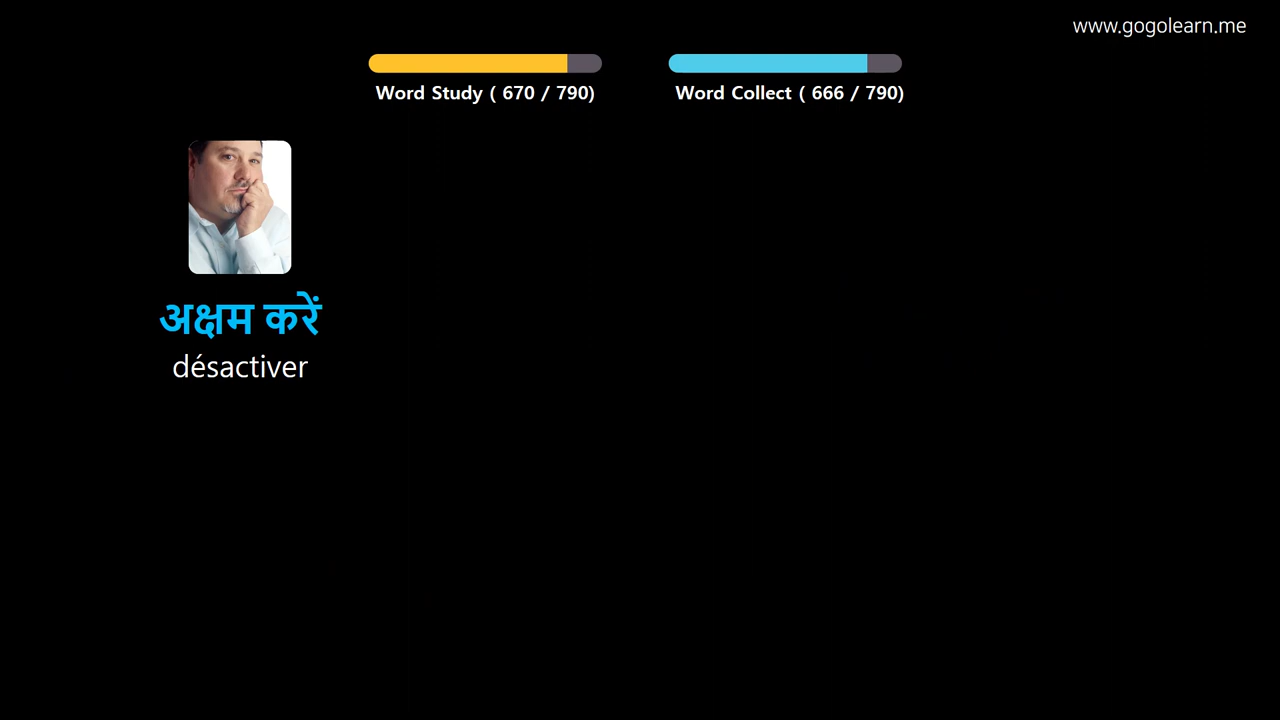 www.gogolearn.me
Word Study ( 670 / 790)
Word Collect ( 666 / 790)
अक्षम करें
désactiver